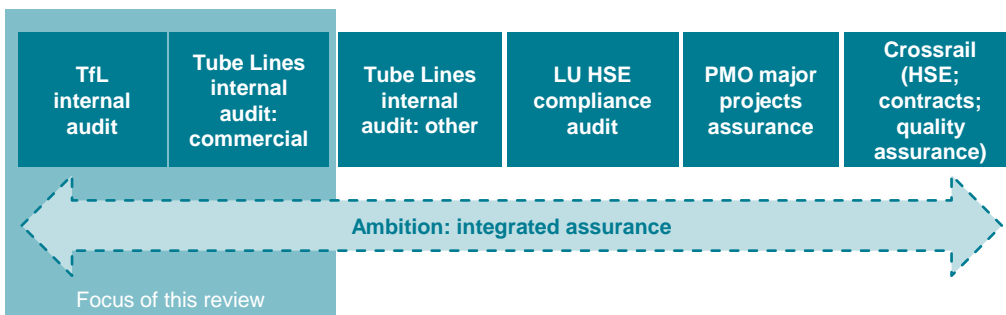 TfL
internal
audit
Tube Lines
internal
audit:
commercial
Tube Lines
internal
audit: other
LU HSE
compliance
audit
PMO major
projects
assurance
Crossrail
(HSE;
contracts;
quality
assurance)
Ambition: integrated assurance
Focus of this review